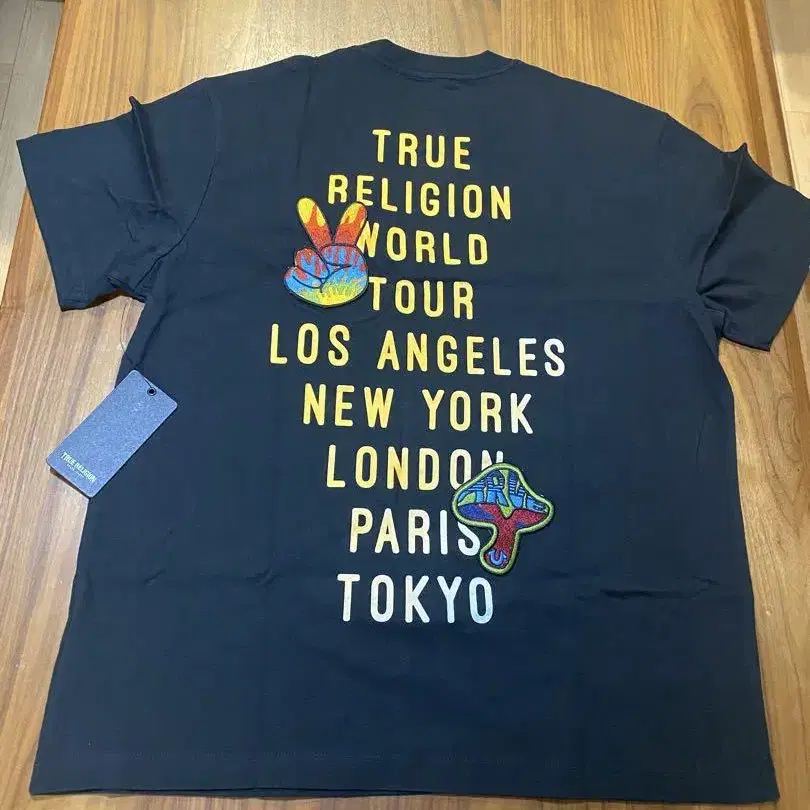 TRUE
RELIGION
WORLD
TOUR
LOS ANGELES
NEW YORK
LONDON
PARIS
TOKYO
TRUE RELIGION